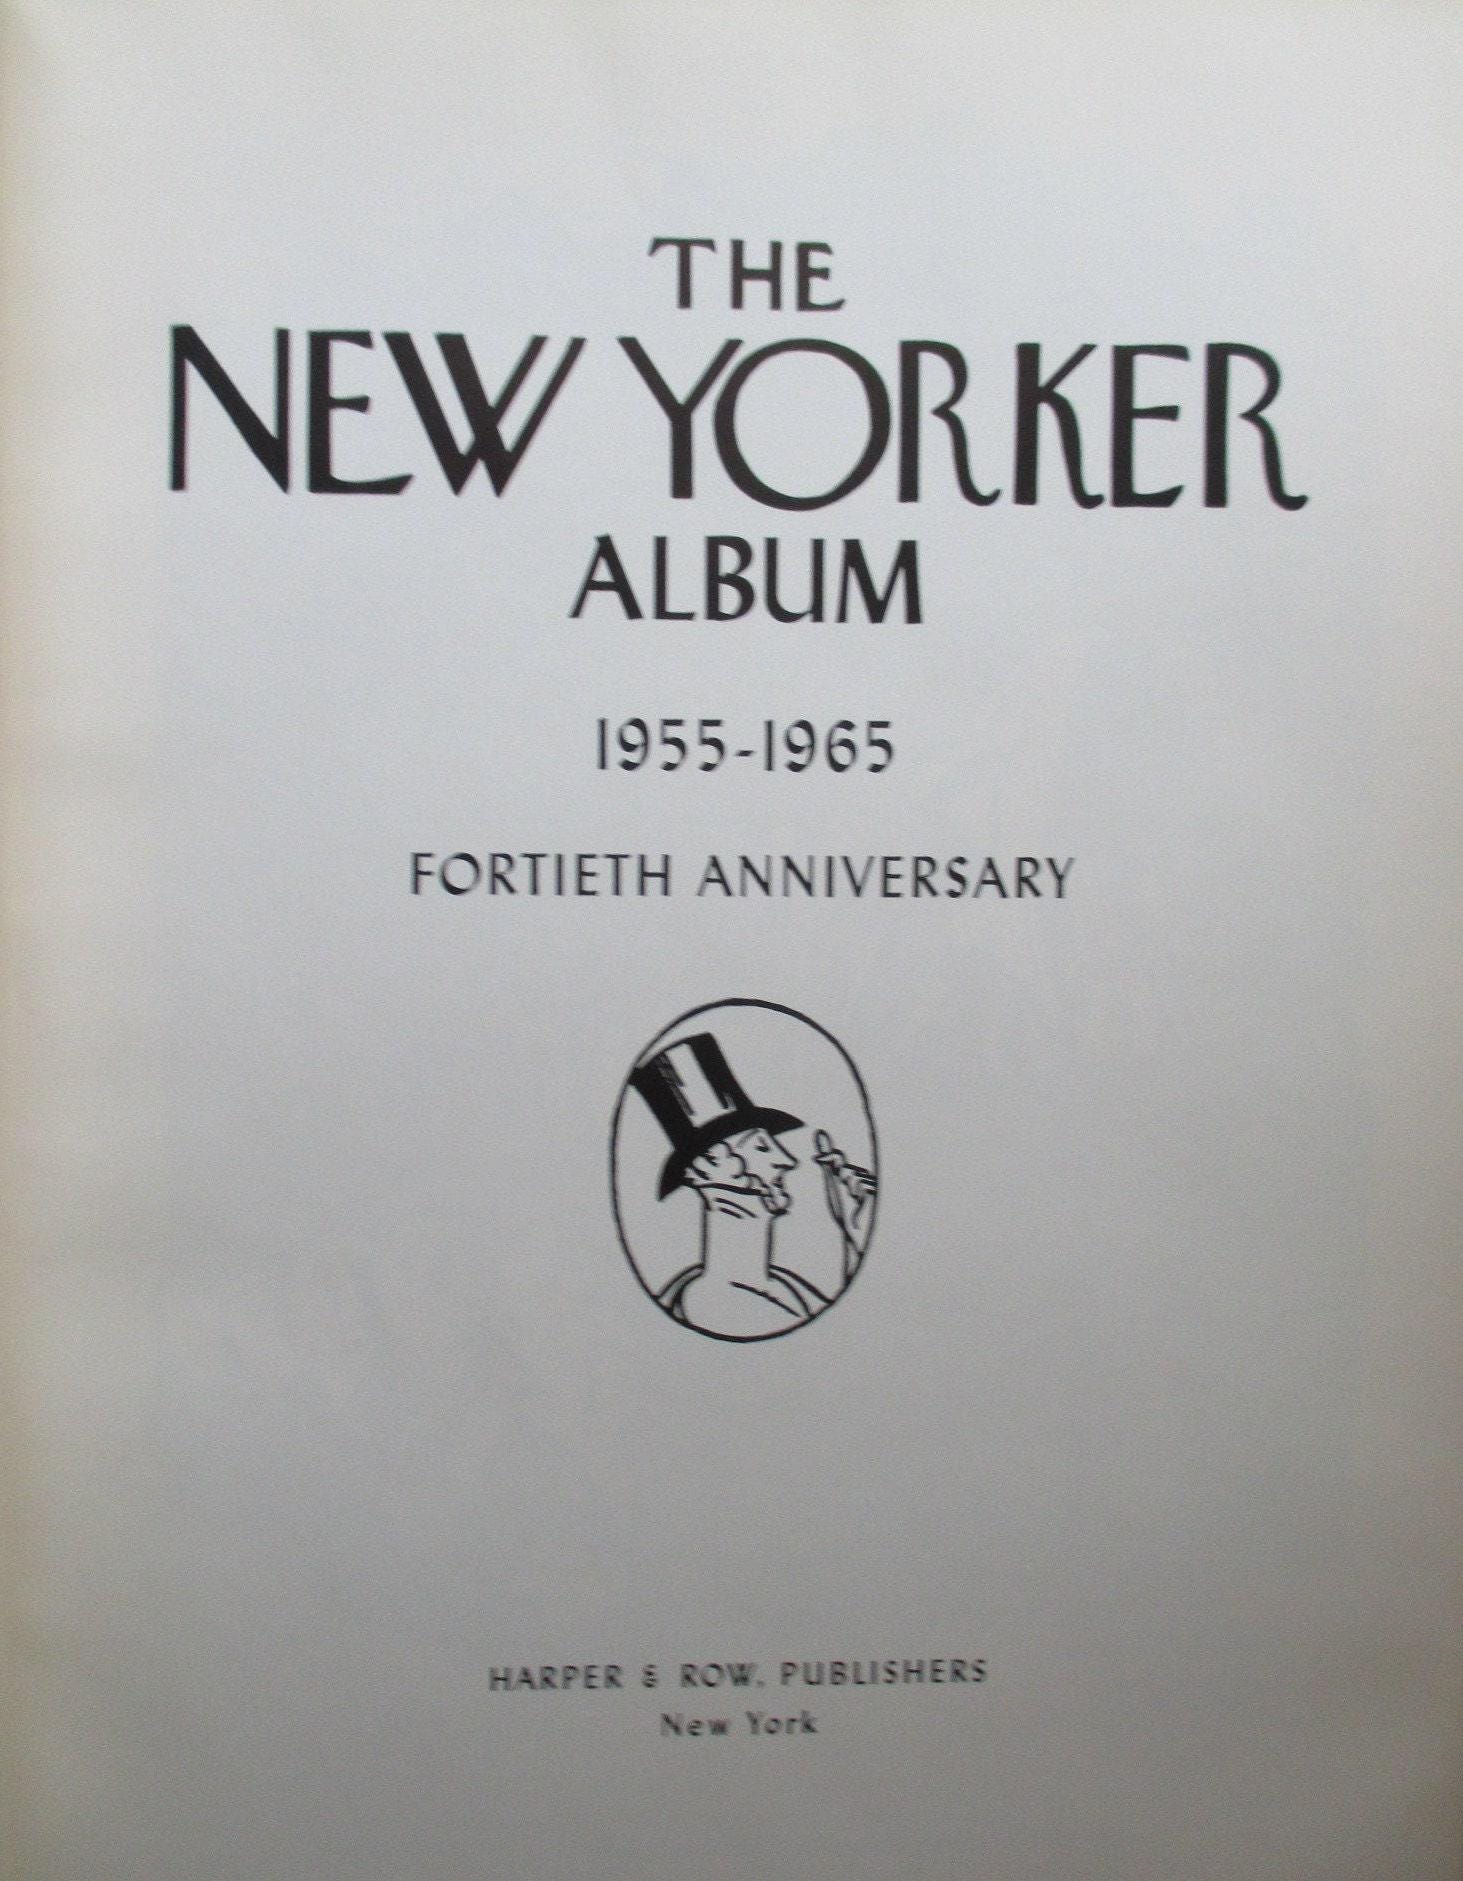 THE
NEW YORKER
ALBUM
1955-1965
FORTIETH ANNIVERSARY
HARPER & ROW, PUBLISHERS
New York